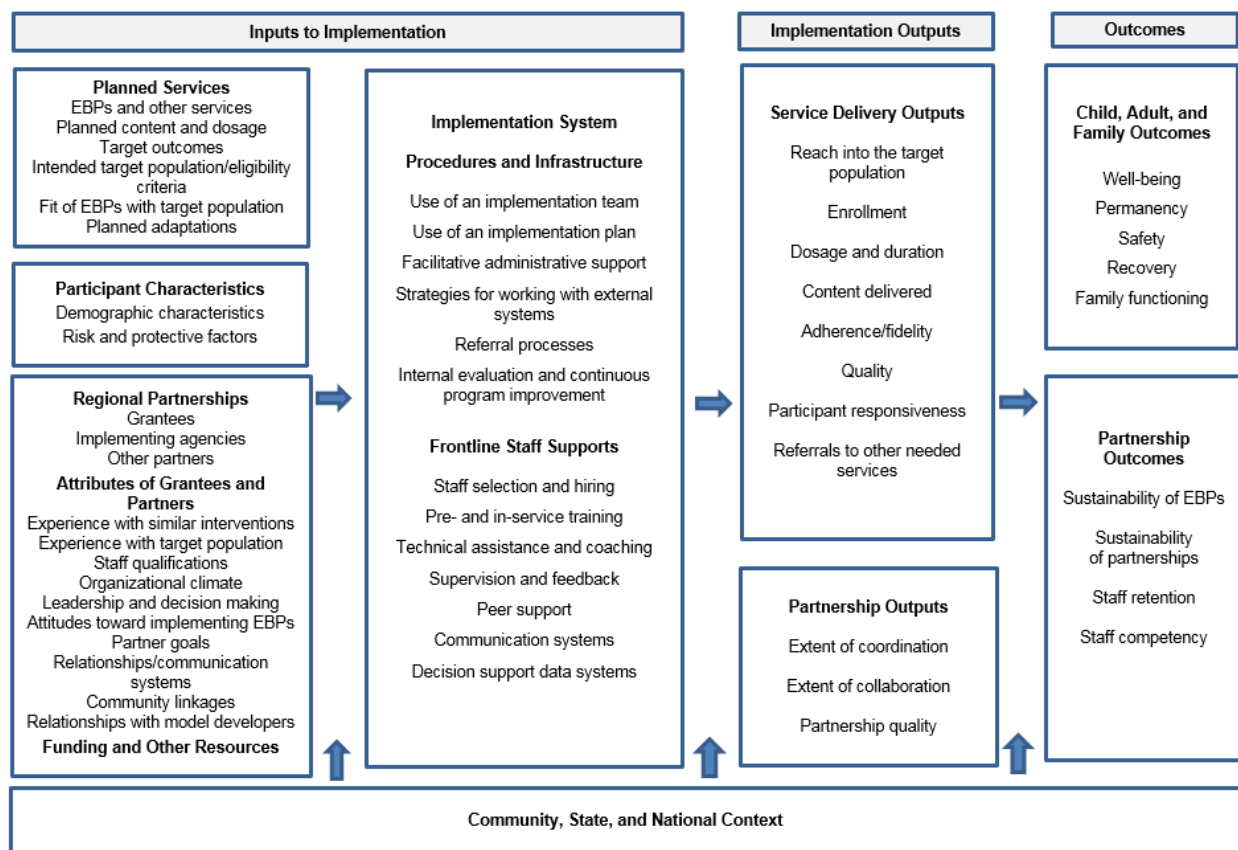 Inputs to Implementation
Implementation Outputs
Outcomes
Planned Services
EBPs and other services
Planned content and dosage
Target outcomes
Intended target population/eligibility
criteria
Fit of EBPs with target population
Planned adaptations
Participant Characteristics
Demographic characteristics
Risk and protective factors
Regional Partnerships
Grantees
Implementing agencies
Other partners
Attributes of Grantees and
Partners
Experience with similar interventions
Experience with target population
Staff qualifications
Organizational climate
Leadership and decision making
Attitudes toward implementing EBPs
Partner goals
Relationships/communication
systems
Community linkages
Relationships with model developers
Funding and Other Resources
Implementation System
Procedures and Infrastructure
Use of an implementation team
Use of an implementation plan
Facilitative administrative support
Strategies for working with external
systems
Referral processes
Internal evaluation and continuous
program improvement
Frontline Staff Supports
Staff selection and hiring
Pre- and in-service training
Technical assistance and coaching
Supervision and feedback
Peer support
Communication systems
Decision support data systems
Service Delivery Outputs
Reach into the target
population
Enrollment
Dosage and duration
Content delivered
Adherence/fidelity
Quality
Participant responsiveness
Referrals to other needed
services
Partnership Outputs
Extent of coordination
Extent of collaboration
Partnership quality
Child, Adult, and
Family Outcomes
Well-being
Permanency
Safety
Recovery
Family functioning
Partnership
Outcomes
Sustainability of EBPs
Sustainability
of partnerships
Staff retention
Staff competency
Community, State, and National Context